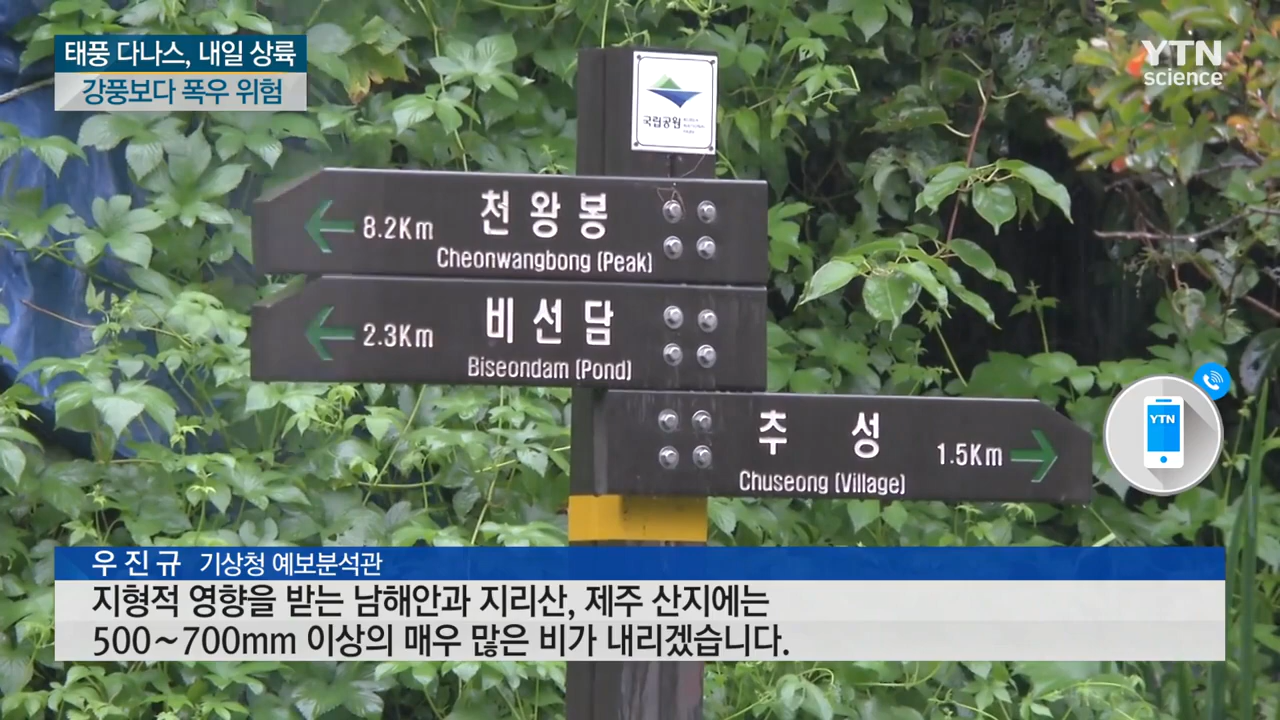 태풍 다나스, 내일 상륙
강풍보다 폭우 위험
YTN
science
국립공원
천왕봉
8.2Km
Cheonwangbong (Peak)
비선담
2.3Km
Biseondam (Pond)
추 성
1.5Km
Chuseong (Village)
YTN
우 진 규 기상청 예보분석관
지형적 영향을 받는 남해안과 지리산, 제주 산지에는
500~700mm 이상의 매우 많은 비가 내리겠습니다.